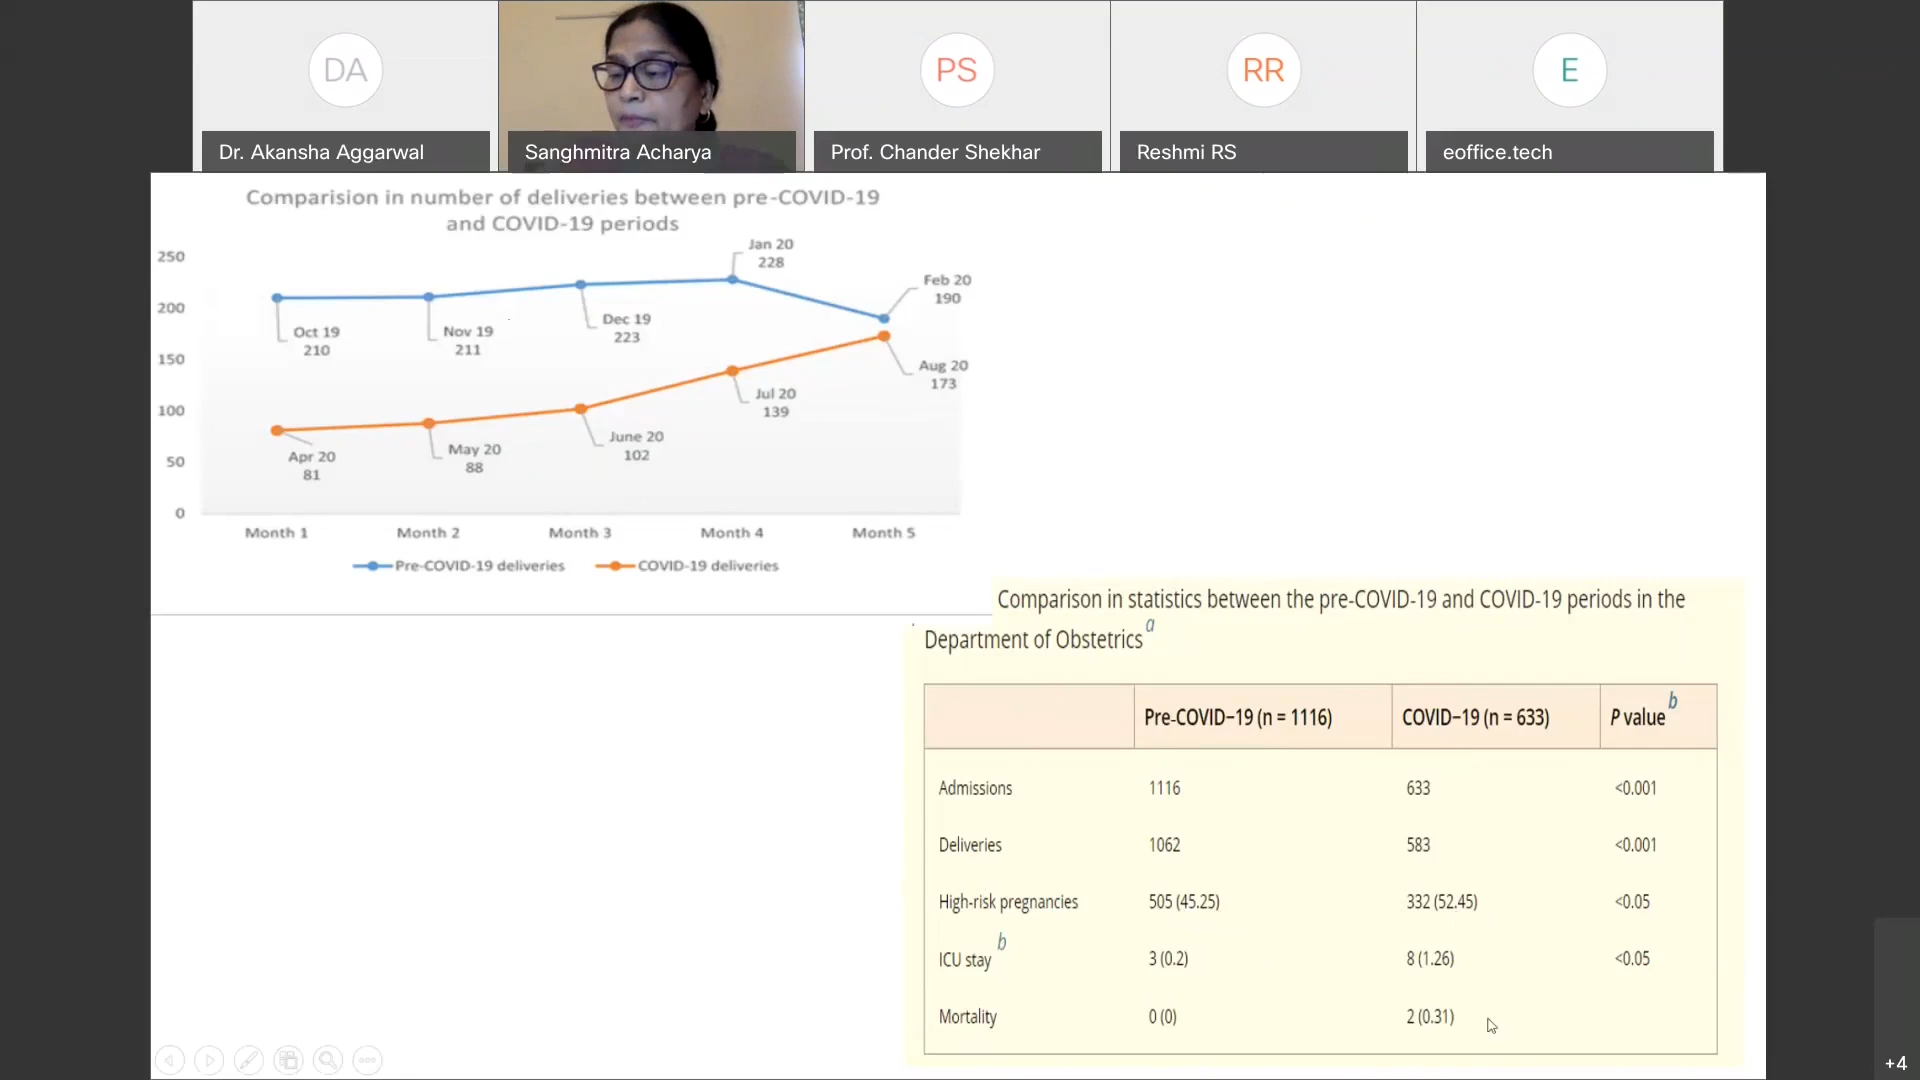 DA
PS
RR
E
Dr. Akansha Aggarwal
Sanghmitra Acharya
Prof. Chander Shekhar
Reshmi RS
eoffice.tech
Comparision in number of deliveries between pre-COVID-19
and COVID-19 periods
250
200
150
100
50
0
Oct 19
210
Nov 19
211
Dec 19
223
Jan 20
228
Feb 20
190
Apr 20
81
May 20
88
June 20
102
Jul 20
139
Aug 20
173
Month 1 Month 2 Month 3 Month 4 Month 5
Pre-COVID-19 deliveries COVID-19 deliveries
Comparison in statistics between the pre-COVID-19 and COVID-19 periods in the
Department of Obstetrics a
Pre-COVID−19 (n = 1116) COVID−19 (n = 633) P value b
Admissions 1116 633 <0.001
Deliveries 1062 583 <0.001
High-risk pregnancies 505 (45.25) 332 (52.45) <0.05
ICU stay b 3 (0.2) 8 (1.26) <0.05
Mortality 0 (0) 2 (0.31)
+4